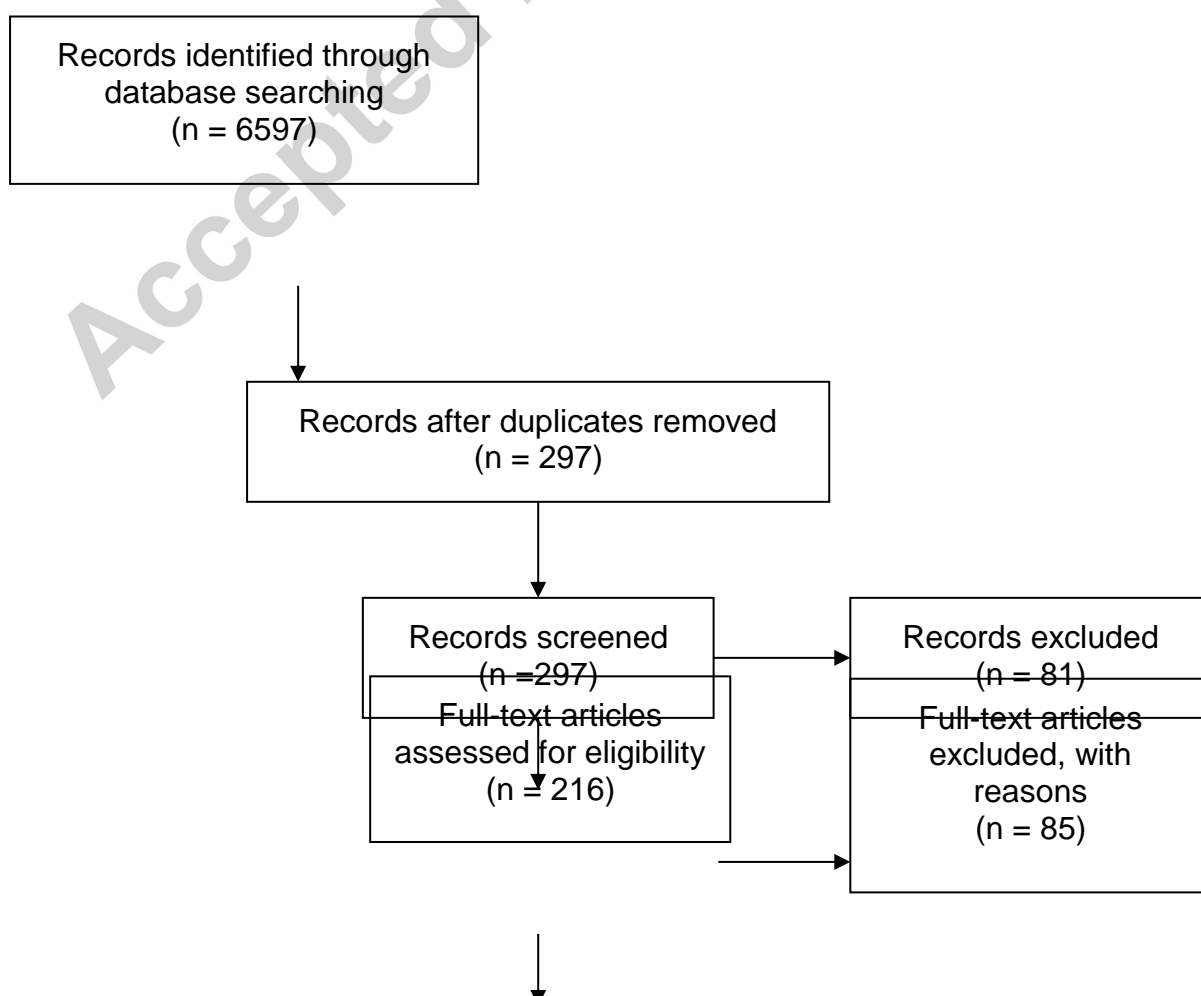 Records identified through
database searching
(n = 6597)
Accepted
Records after duplicates removed
(n = 297)
Records screened
(n =297)
Records excluded
(n = 81)
Full-text articles
assessed for eligibility
(n = 216)
Full-text articles
excluded, with
reasons
(n = 85)